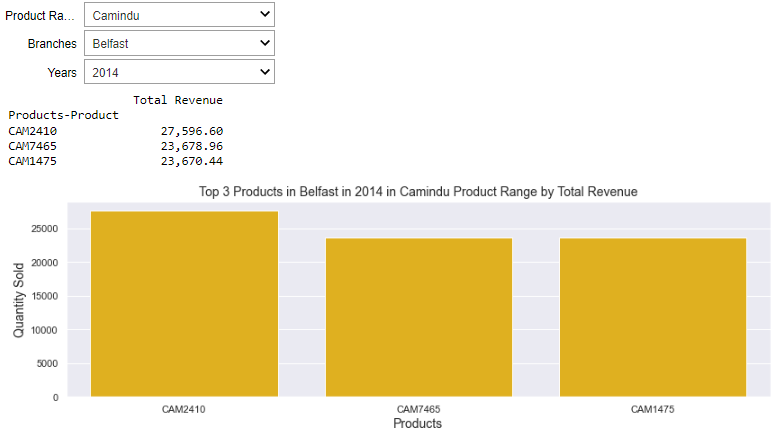 Product Ra... Camindu
Branches Belfast
Years 2014
Total Revenue
Products-Product
CAM2410 27,596.60
CAM7465 23,678.96
CAM1475 23,670.44
Top 3 Products in Belfast in 2014 in Camindu Product Range by Total Revenue
Quantity Sold
25000
20000
15000
10000
5000
0
CAM2410 CAM7465 CAM1475
Products